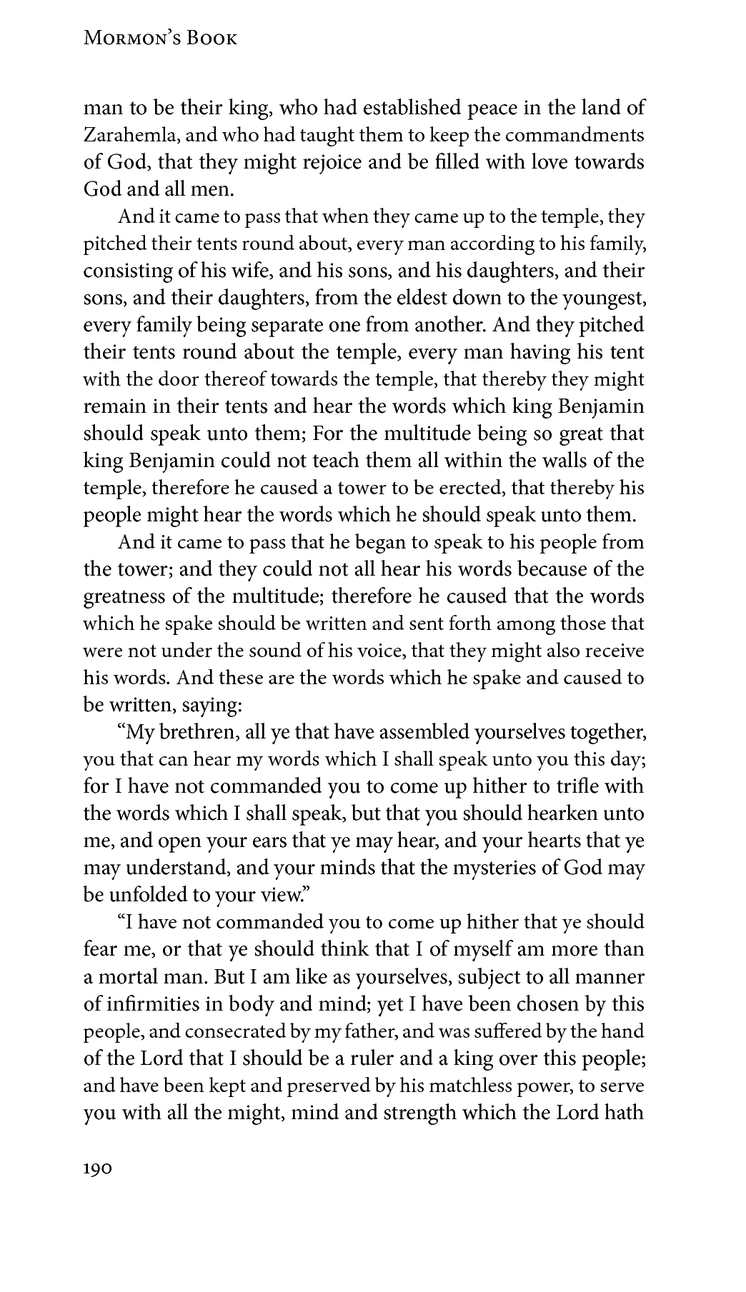 Mormon’s Book
man to be their king, who had established peace in the land of
Zarahemla, and who had taught them to keep the commandments
of God, that they might rejoice and be filled with love towards
God and all men.
And it came to pass that when they came up to the temple, they
pitched their tents round about, every man according to his family,
consisting of his wife, and his sons, and his daughters, and their
sons, and their daughters, from the eldest down to the youngest,
every family being separate one from another. And they pitched
their tents round about the temple, every man having his tent
with the door thereof towards the temple, that thereby they might
remain in their tents and hear the words which king Benjamin
should speak unto them; For the multitude being so great that
king Benjamin could not teach them all within the walls of the
temple, therefore he caused a tower to be erected, that thereby his
people might hear the words which he should speak unto them.
And it came to pass that he began to speak to his people from
the tower; and they could not all hear his words because of the
greatness of the multitude; therefore he caused that the words
which he spake should be written and sent forth among those that
were not under the sound of his voice, that they might also receive
his words. And these are the words which he spake and caused to
be written, saying:
“My brethren, all ye that have assembled yourselves together,
you that can hear my words which I shall speak unto you this day;
for I have not commanded you to come up hither to trifle with
the words which I shall speak, but that you should hearken unto
me, and open your ears that ye may hear, and your hearts that ye
may understand, and your minds that the mysteries of God may
be unfolded to your view.”
“I have not commanded you to come up hither that ye should
fear me, or that ye should think that I of myself am more than
a mortal man. But I am like as yourselves, subject to all manner
of infirmities in body and mind; yet I have been chosen by this
people, and consecrated by my father, and was suffered by the hand
of the Lord that I should be a ruler and a king over this people;
and have been kept and preserved by his matchless power, to serve
you with all the might, mind and strength which the Lord hath
190